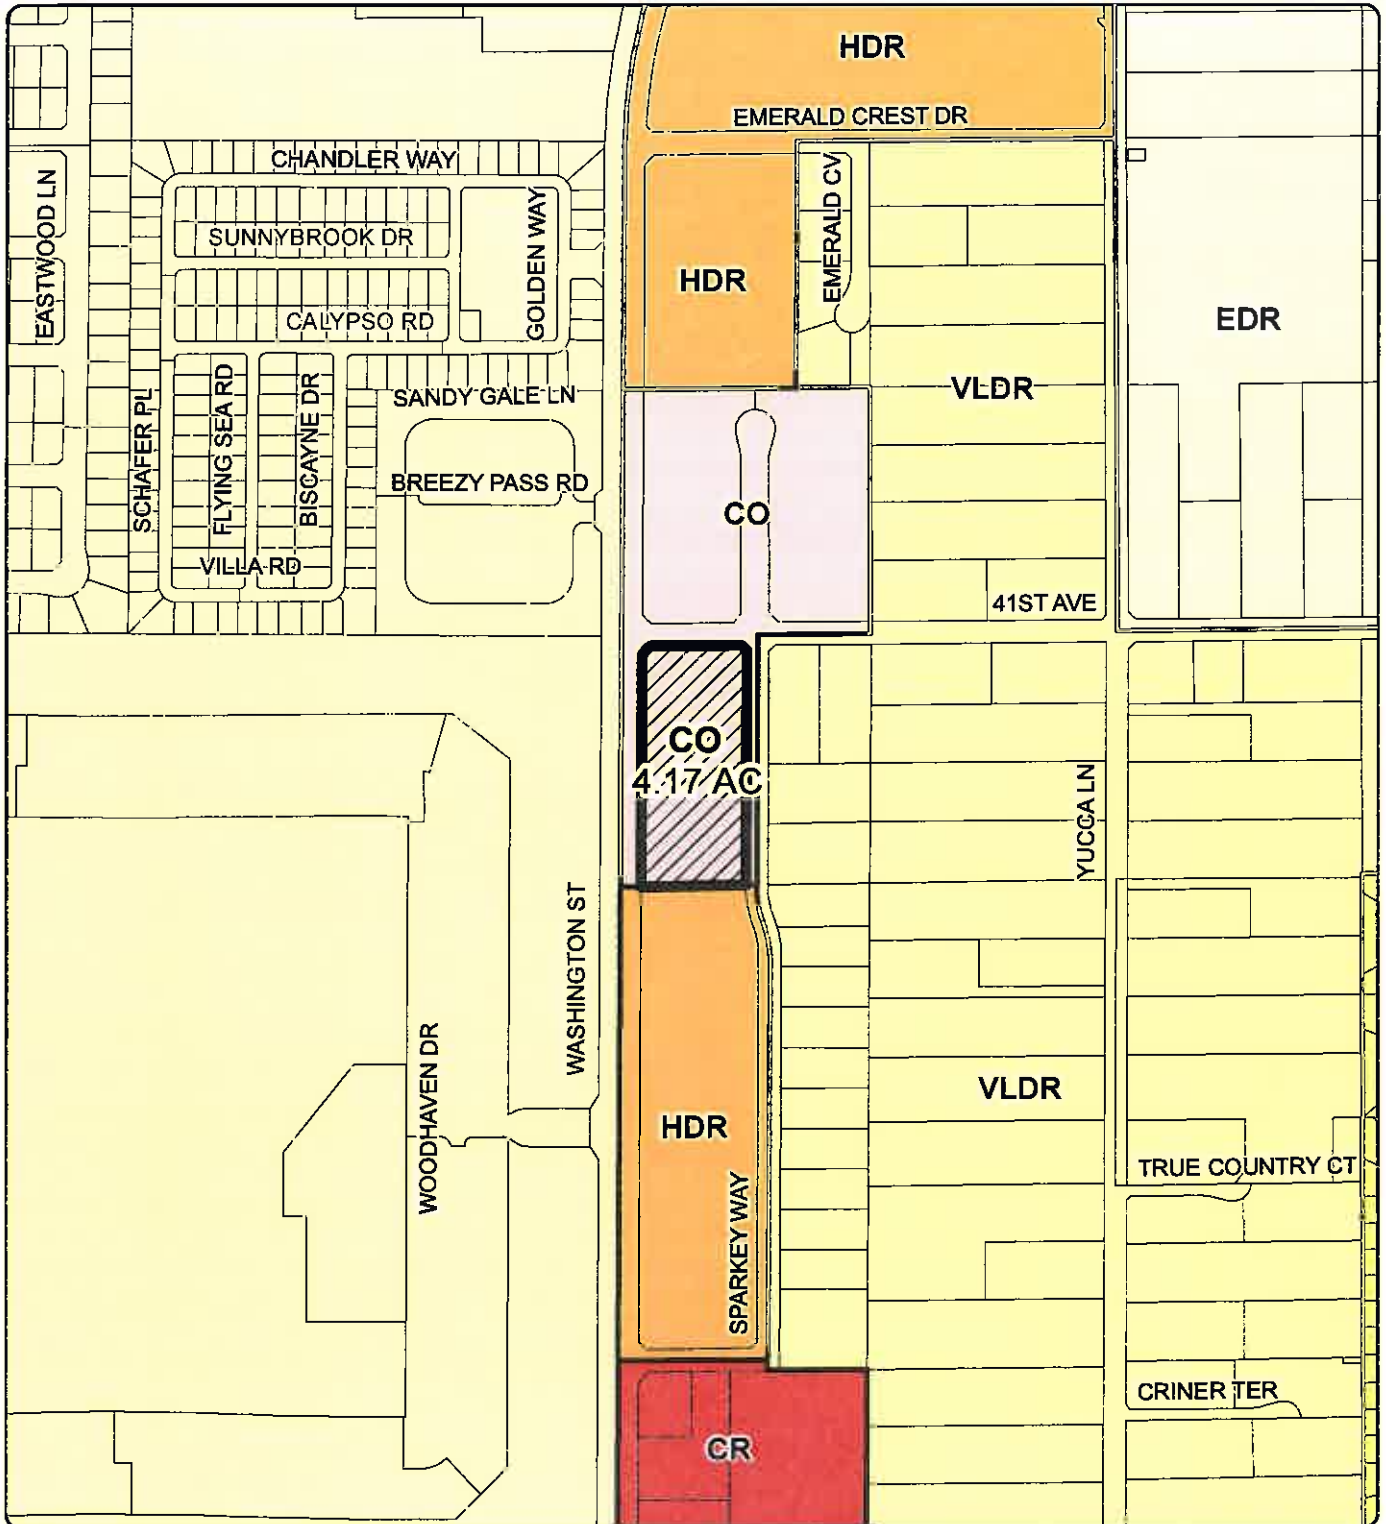 HDR
EMERALD CREST DR
CHANDLER WAY
EASTWOOD LN
SUNNYBROOK DR
GOLDEN WAY
EMERALD CV
HDR
CALYPSO RD
EDR
SCHAFER PL
FLYING SEA RD
BISCAYNE DR
SANDY GALE LN
VLDR
BREEZY PASS RD
CO
VILLA RD
41ST AVE
CO
4.17 AC
YUCCA LN
WASHINGTON ST
WOODHAVEN DR
VLDR
HDR
TRUE COUNTRY CT
SPARKEY WAY
CRINER TER
CR